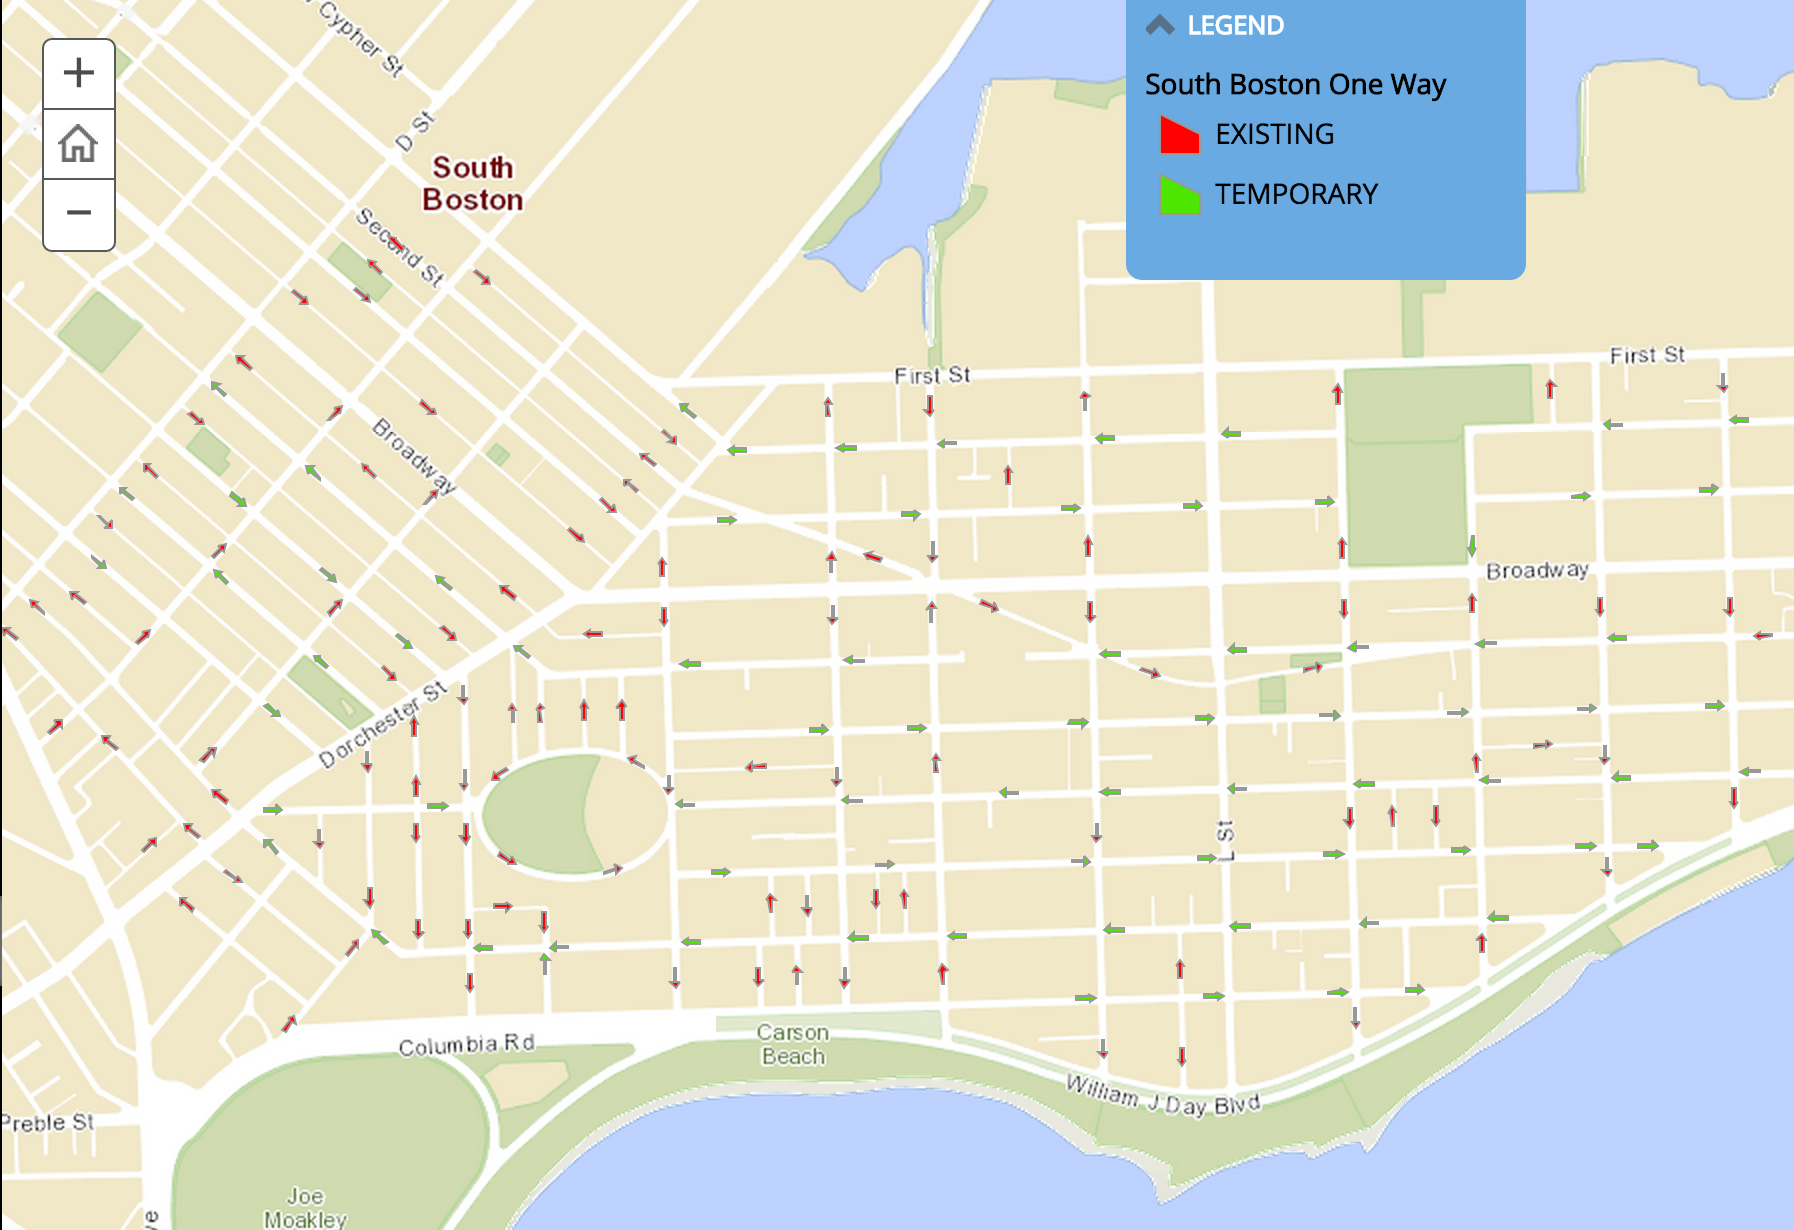 LEGEND
South Boston One Way
EXISTING
TEMPORARY
Cypher St
D St
South
Boston
Second St
First St
First St
Broadway
Broadway
Dorchester St
L St
Columbia Rd
Carson
Beach
William J Day Blvd
Preble St
Joe
Moakley